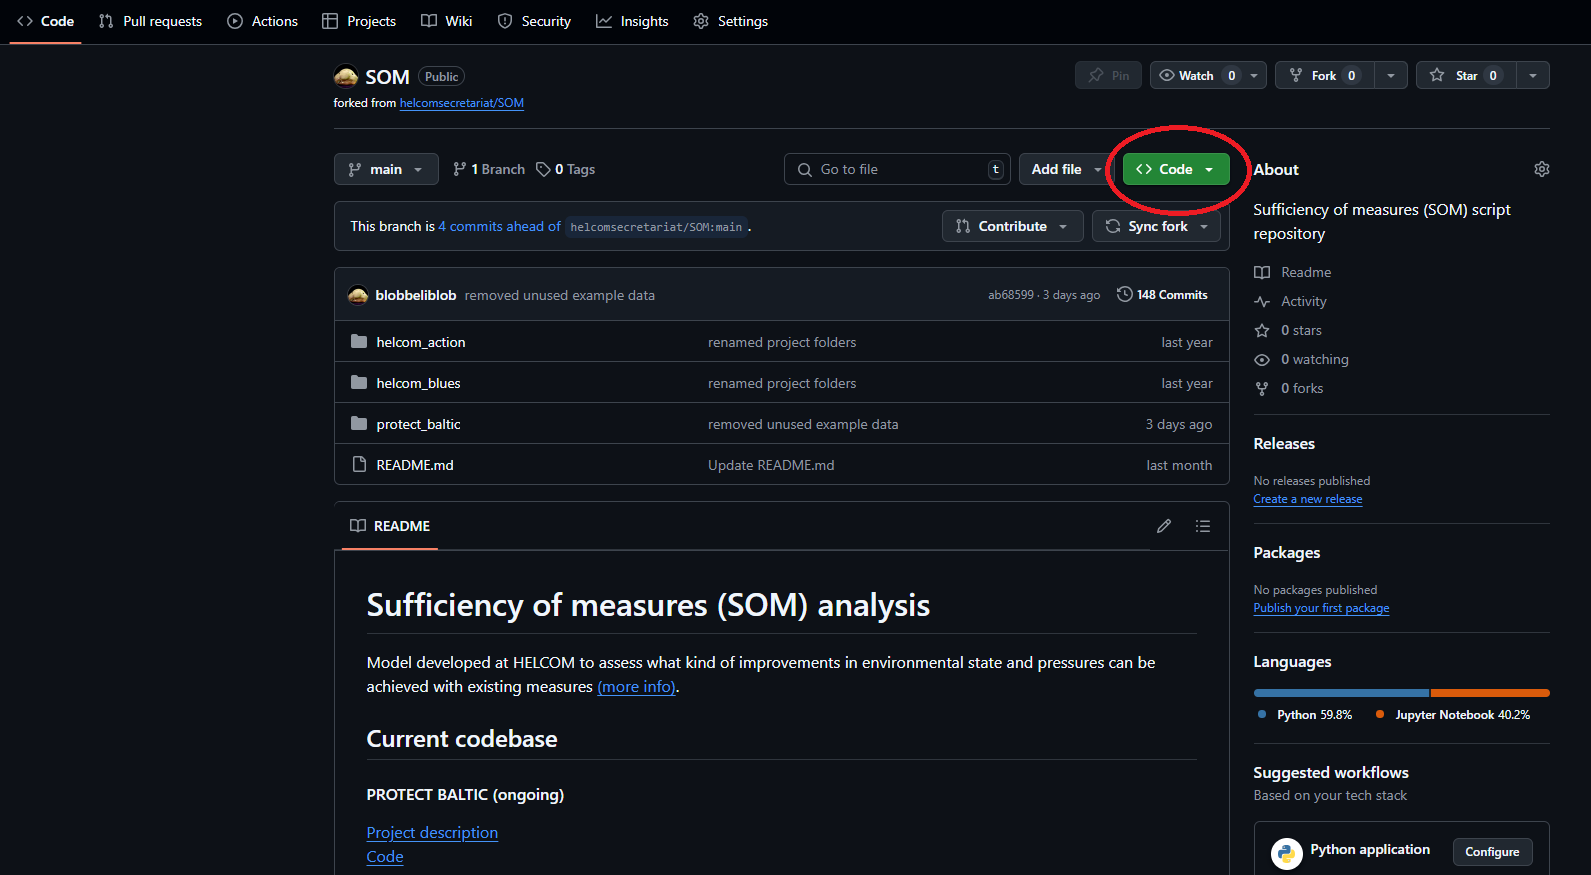 Code Pull requests Actions Projects Wiki Security Insights Settings
SOM Public
Pin Watch 0 Fork 0 Star 0
forked from helcomsecretariat/SOM
main 1 Branch 0 Tags Go to file t Add file Code
This branch is 4 commits ahead of helcomsecretariat/SOM:main .
Contribute Sync fork
blobbeliblob removed unused example data ab68599 · 3 days ago 148 Commits
helcom_action renamed project folders last year
helcom_blues renamed project folders last year
protect_baltic removed unused example data 3 days ago
README.md Update README.md last month
README
Sufficiency of measures (SOM) analysis
Model developed at HELCOM to assess what kind of improvements in environmental state and pressures can be
achieved with existing measures (more info).
Current codebase
PROTECT BALTIC (ongoing)
Project description
Code
About
Sufficiency of measures (SOM) script
repository
Readme
Activity
0 stars
0 watching
0 forks
Releases
No releases published
Create a new release
Packages
No packages published
Publish your first package
Languages
Python 59.8% Jupyter Notebook 40.2%
Suggested workflows
Based on your tech stack
Python application Configure